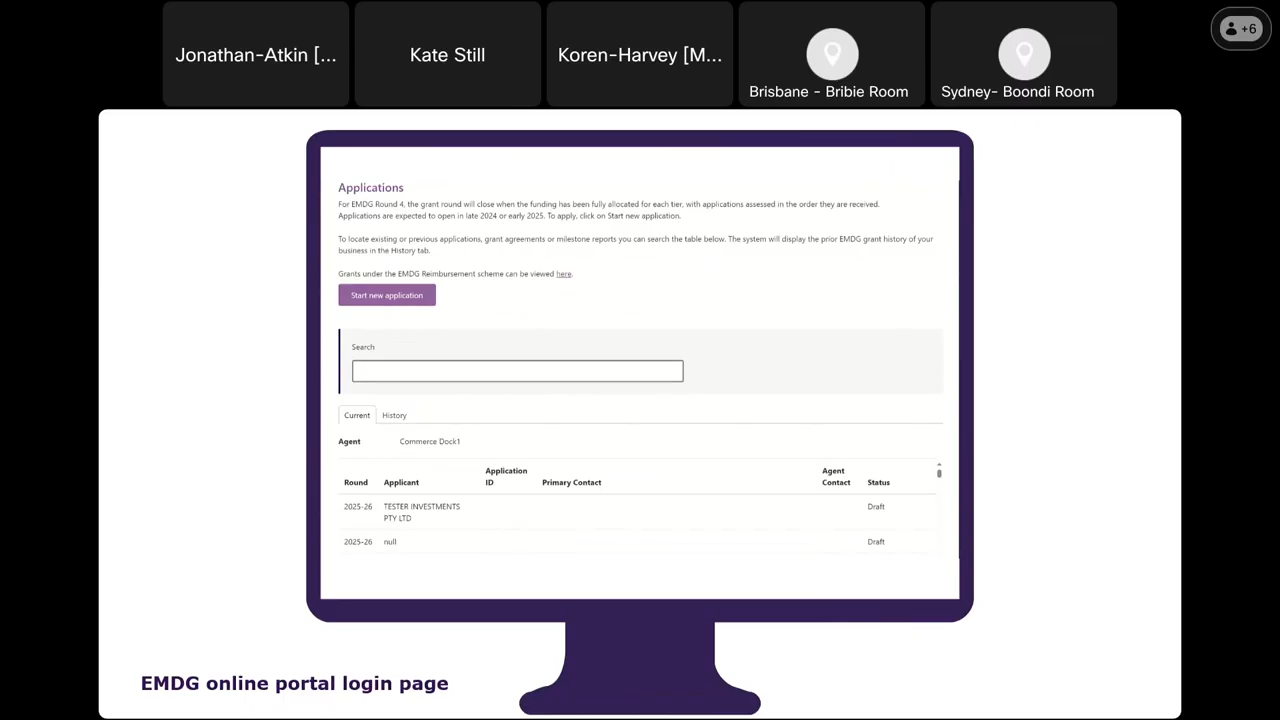 Jonathan-Atkin [...
Kate Still
Koren-Harvey [M...
Brisbane - Bribie Room
Sydney- Boondi Room
+6
Applications
For EMDG Round 4, the grant round will close when the funding has been fully allocated for each tier, with applications assessed in the order they are received.
Applications are expected to open in late 2024 or early 2025. To apply, click on Start new application.
To locate existing or previous applications, grant agreements or milestone reports you can search the table below. The system will display the prior EMDG grant history of your
business in the History tab.
Grants under the EMDG Reimbursement scheme can be viewed here.
Start new application
Search
Current History
Agent Commerce Dock1
Round Applicant Application ID Primary Contact Agent Contact Status
2025-26 TESTER INVESTMENTS PTY LTD Draft
2025-26 null Draft
EMDG online portal login page